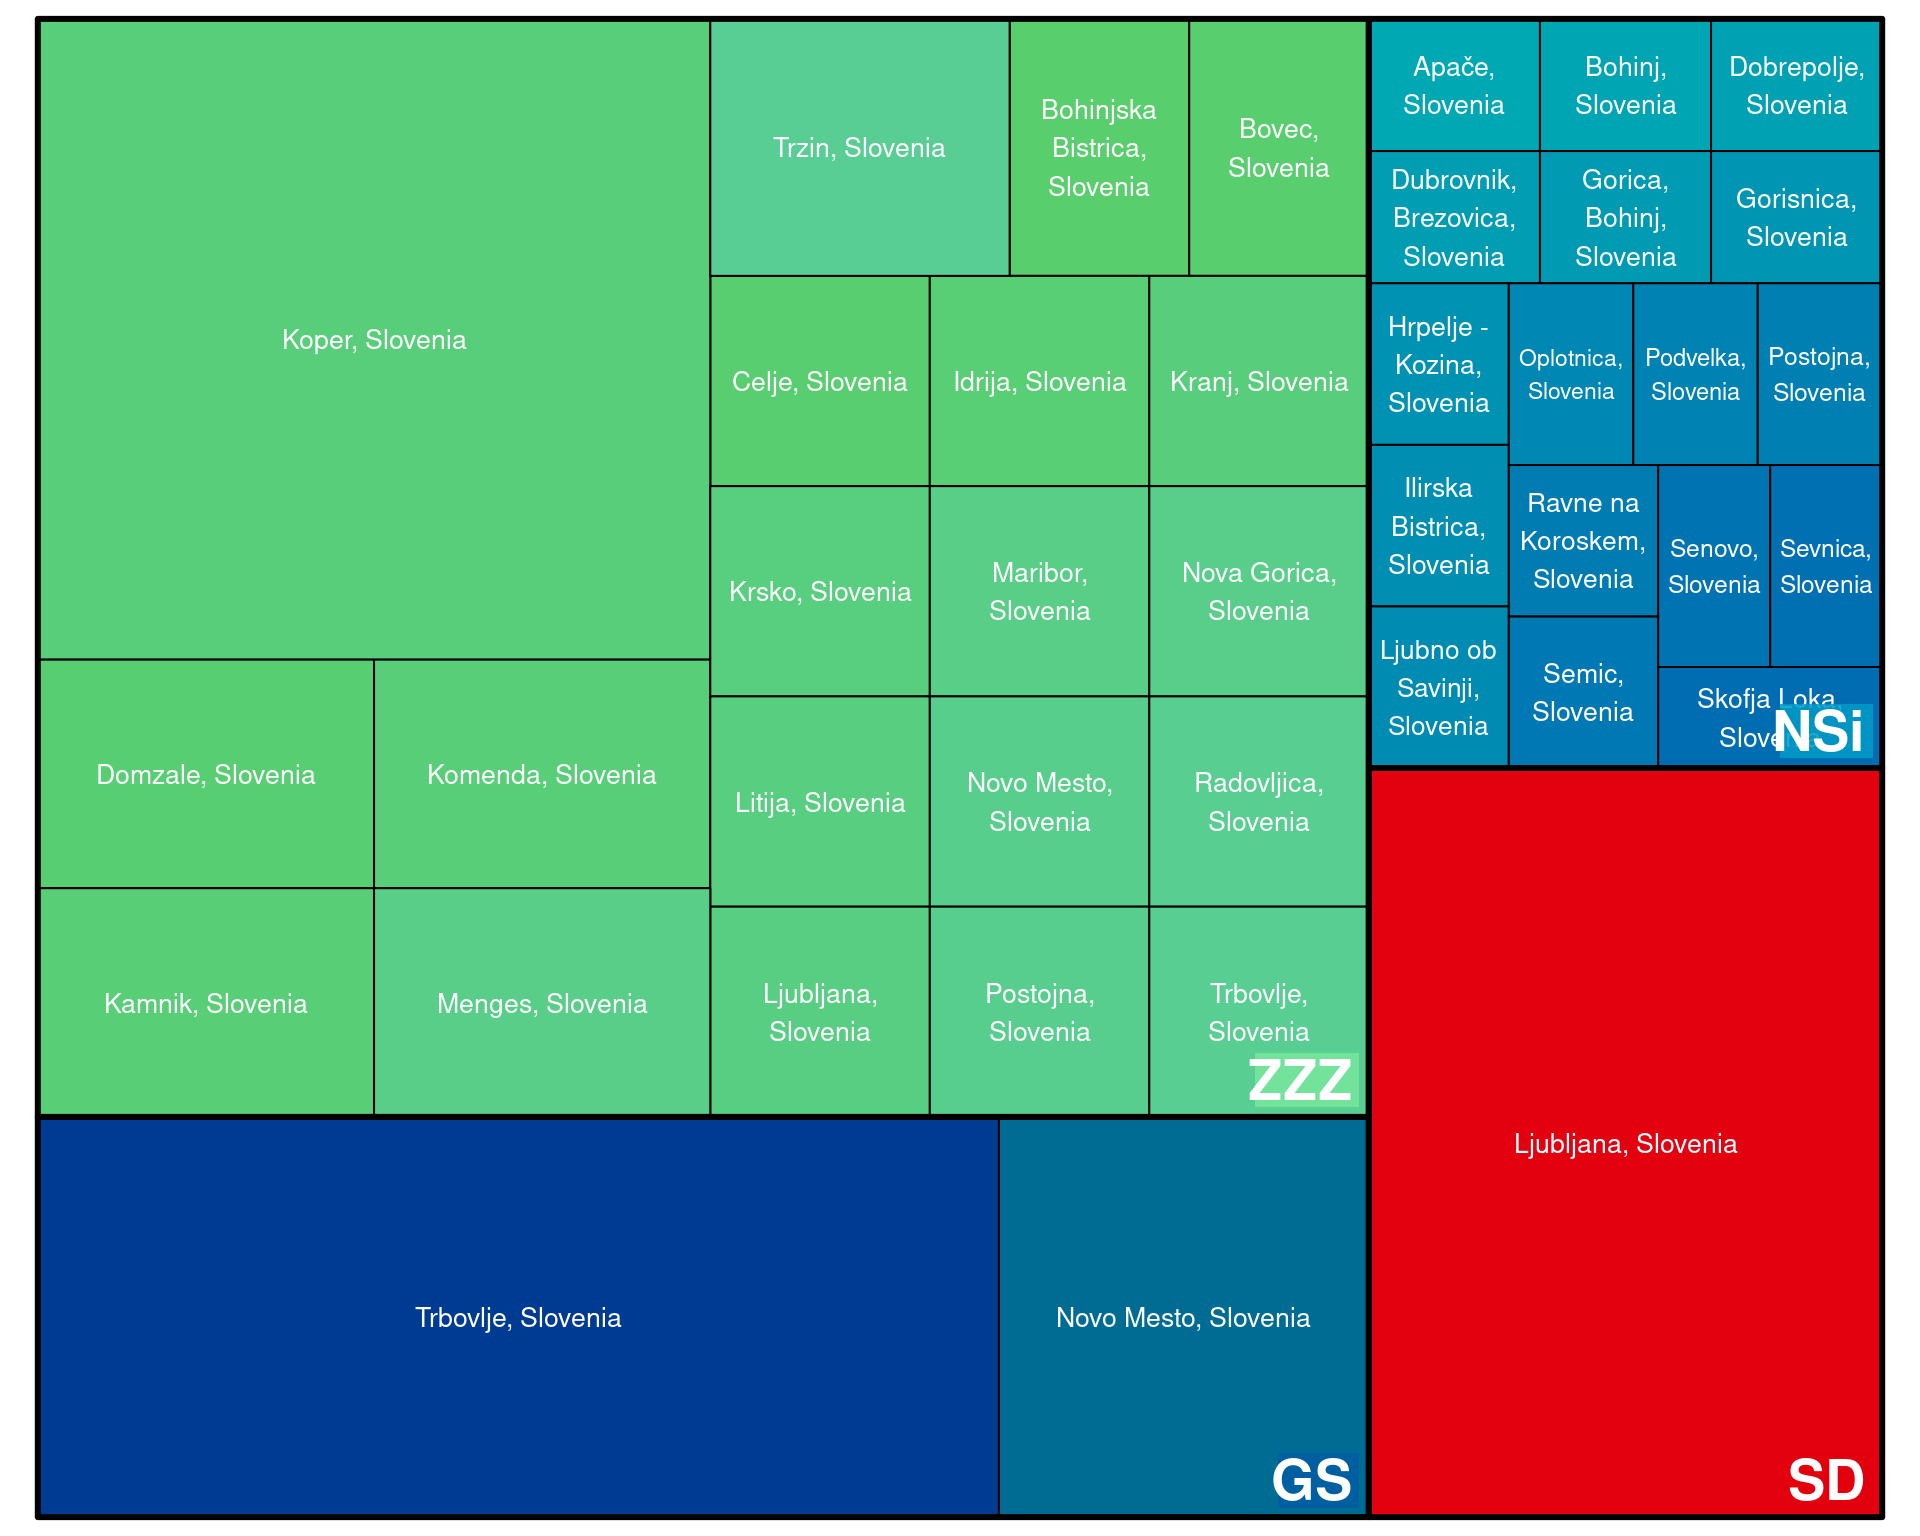 Koper, Slovenia
Domzale, Slovenia
Komenda, Slovenia
Kamnik, Slovenia
Menges, Slovenia
Trzin, Slovenia
Bohinjska
Bistrica,
Slovenia
Bovec,
Slovenia
Celje, Slovenia
Idrija, Slovenia
Kranj, Slovenia
Krsko, Slovenia
Maribor,
Slovenia
Nova Gorica,
Slovenia
Litija, Slovenia
Novo Mesto,
Slovenia
Radovljica,
Slovenia
Ljubljana,
Slovenia
Postojna,
Slovenia
Trbovlje,
Slovenia
ZZZ
Trbovlje, Slovenia
Novo Mesto, Slovenia
GS
Apače,
Slovenia
Bohinj,
Slovenia
Dobrepolje,
Slovenia
Dubrovnik,
Brezovica,
Slovenia
Gorica,
Bohinj,
Slovenia
Gorisnica,
Slovenia
Hrpelje -
Kozina,
Slovenia
Ilirska
Bistrica,
Slovenia
Ljubno ob
Savinji,
Slovenia
Oplotnica,
Slovenia
Podvelka,
Slovenia
Postojna,
Slovenia
Ravne na
Koroskem,
Slovenia
Semic,
Slovenia
Senovo,
Slovenia
Sevnica,
Slovenia
Skofja Loka,
Slovenia
NSi
Ljubljana, Slovenia
SD